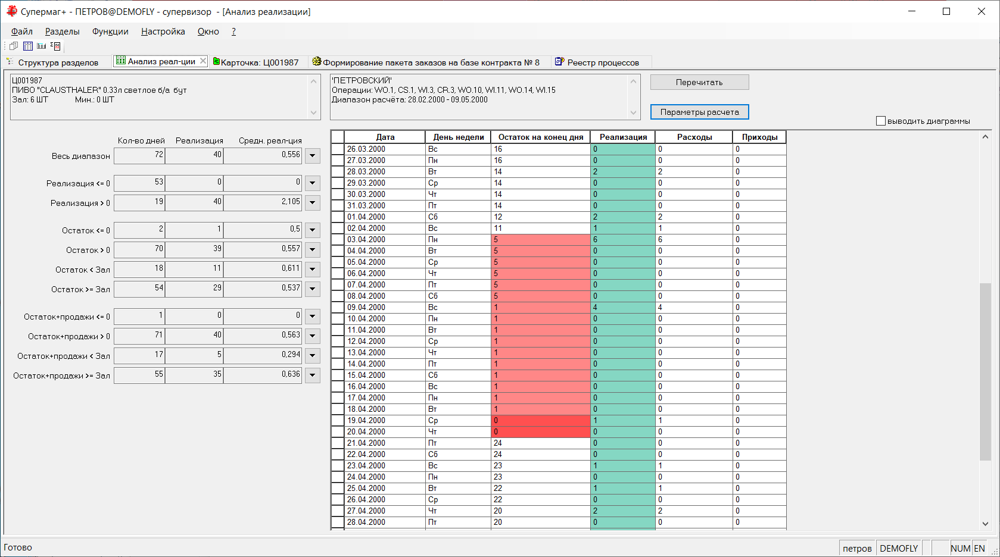 Супермаг+ - ПЕТРОВ@DEMOFLY - супервизор  - [Анализ реализации]
Файл Разделы Функции Настройка Окно ?
Структура разделов Анализ реал-ции Карточка: Ц001987 Формирование пакета заказов на базе контракта № 8 Реестр процессов
Ц001987
ПИВО "CLAUSTHALER" 0.33л светлое б/а  бут
Зал: 6 ШТ Мин.: 0 ШТ
'ПЕТРОВСКИЙ'
Операции: WO.1, CS.1, WI.3, CR.3, WO.10, WI.11, WO.14, WI.15
Диапазон расчёта: 28.02.2000 - 09.05.2000
Перечитать
Параметры расчета
выводить диаграммы
Кол-во дней Реализация Средн. реал-ция
Весь диапазон 72 40 0,556
Реализация <= 0 53 0 0
Реализация > 0 19 40 2,105
Остаток <= 0 2 1 0,5
Остаток > 0 70 39 0,557
Остаток < Зал 18 11 0,611
Остаток >= Зал 54 29 0,537
Остаток+продажи <= 0 1 0 0
Остаток+продажи > 0 71 40 0,563
Остаток+продажи < Зал 17 5 0,294
Остаток+продажи >= Зал 55 35 0,636
Дата День недели Остаток на конец дня Реализация Расходы Приходы
26.03.2000 Вс 16 0 0 0
27.03.2000 Пн 16 0 0 0
28.03.2000 Вт 14 2 2 0
29.03.2000 Ср 14 0 0 0
30.03.2000 Чт 14 0 0 0
31.03.2000 Пт 14 0 0 0
01.04.2000 Сб 12 2 2 0
02.04.2000 Вс 11 1 1 0
03.04.2000 Пн 5 6 6 0
04.04.2000 Вт 5 0 0 0
05.04.2000 Ср 5 0 0 0
06.04.2000 Чт 5 0 0 0
07.04.2000 Пт 5 0 0 0
08.04.2000 Сб 5 0 0 0
09.04.2000 Вс 1 4 4 0
10.04.2000 Пн 1 0 0 0
11.04.2000 Вт 1 0 0 0
12.04.2000 Ср 1 0 0 0
13.04.2000 Чт 1 0 0 0
14.04.2000 Пт 1 0 0 0
15.04.2000 Сб 1 0 0 0
16.04.2000 Вс 1 0 0 0
17.04.2000 Пн 1 0 0 0
18.04.2000 Вт 1 0 0 0
19.04.2000 Ср 0 1 1 0
20.04.2000 Чт 0 0 0 0
21.04.2000 Пт 24 0 0 0
22.04.2000 Сб 24 0 0 0
23.04.2000 Вс 23 1 1 0
24.04.2000 Пн 23 0 0 0
25.04.2000 Вт 22 1 1 0
26.04.2000 Ср 22 0 0 0
27.04.2000 Чт 20 2 2 0
28.04.2000 Пт 20 0 0 0
Готово петров DEMOFLY NUM EN